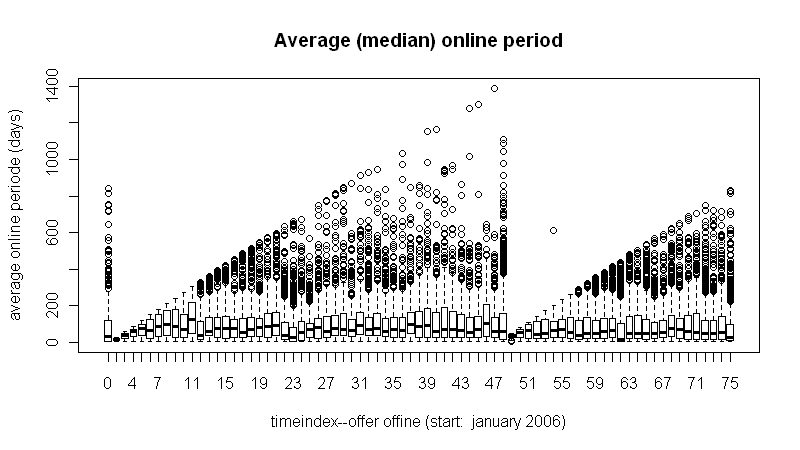 Average (median) online period
average online periode (days)
1400
1000
600
200
0
0 4 7 11 15 19 23 27 31 35 39 43 47 51 55 59 63 67 71 75
timeindex--offer offine (start: january 2006)